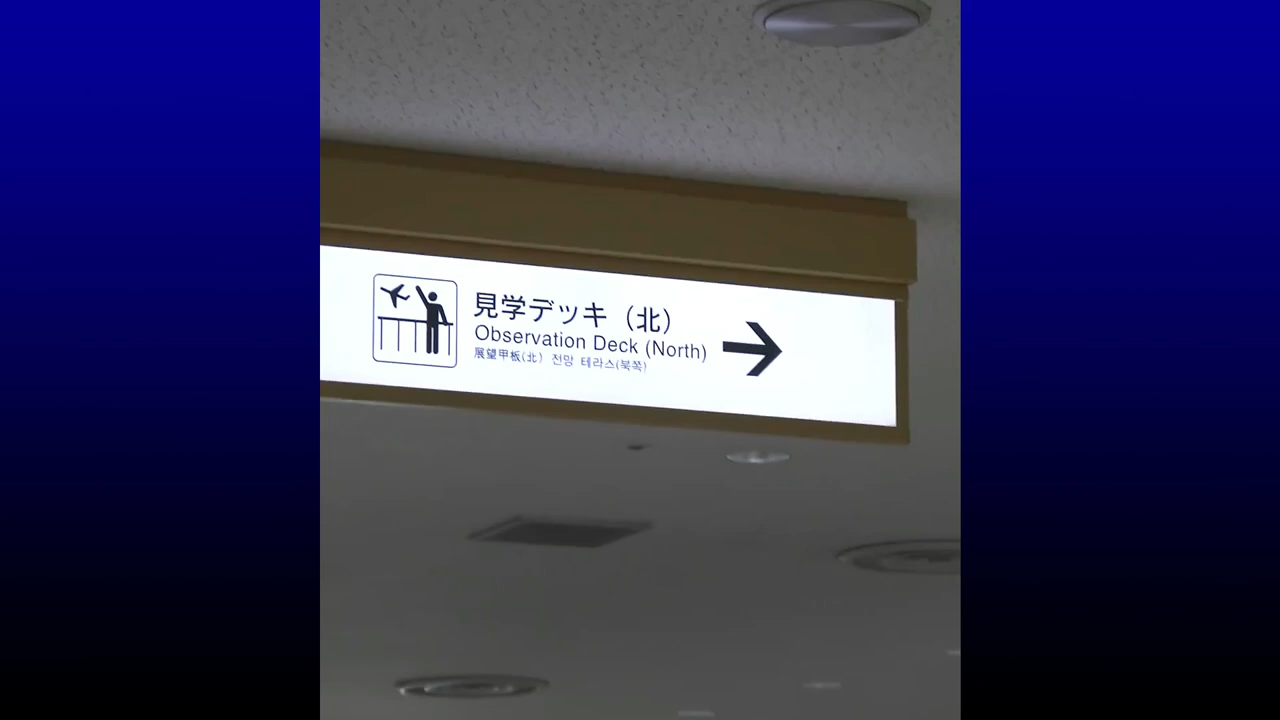 見学デッキ（北）
Observation Deck (North)
展望甲板(北) 전망 테라스(북쪽)